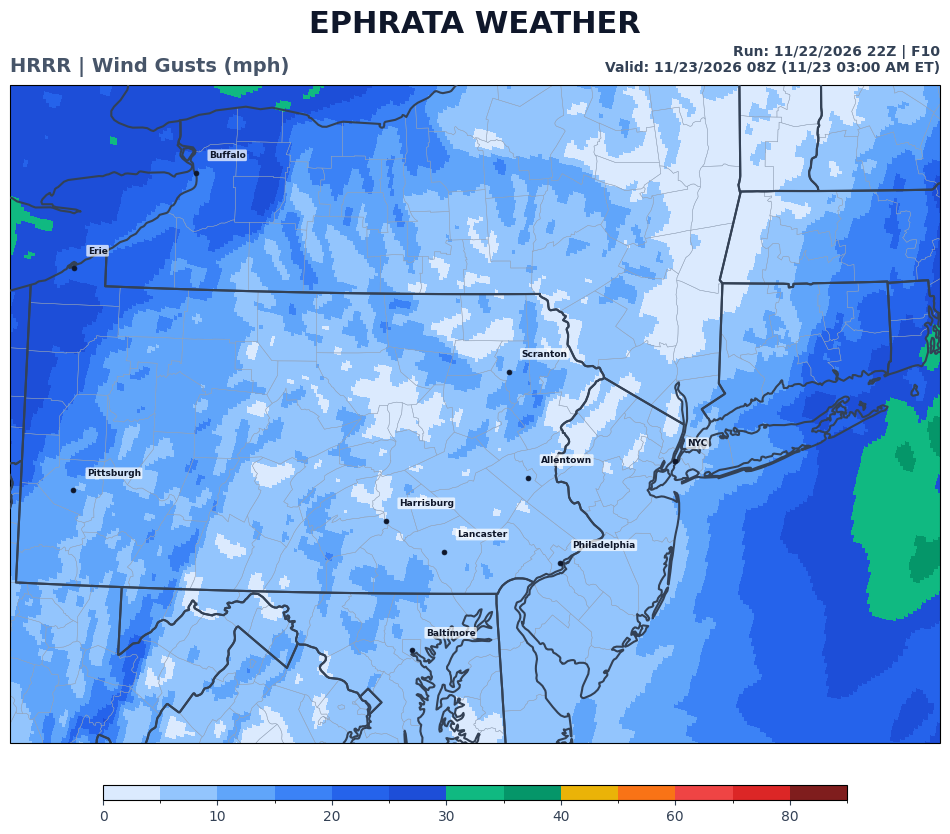 EPHRATA WEATHER
HRRR | Wind Gusts (mph)
Run: 11/22/2026 22Z | F10
Valid: 11/23/2026 08Z (11/23 03:00 AM ET)
Buffalo
Erie
Scranton
NYC
Allentown
Pittsburgh
Harrisburg
Lancaster
Philadelphia
Baltimore
0 10 20 30 40 50 60 70 80